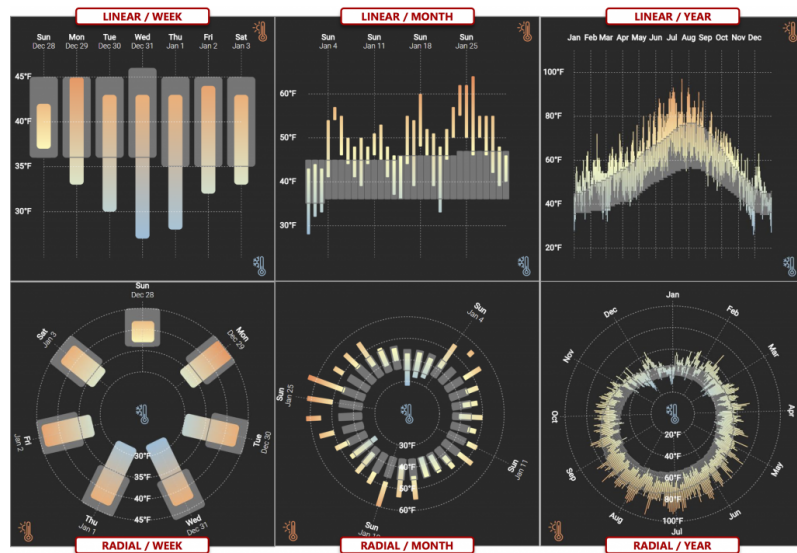 LINEAR / WEEK
LINEAR / MONTH
LINEAR / YEAR
Sun Mon Tue Wed Thu Fri Sat
Dec 28 Dec 29 Dec 30 Dec 31 Jan 1 Jan 2 Jan 3
45°F
40°F
35°F
30°F
Sun Sun Sun Sun
Jan 4 Jan 11 Jan 18 Jan 25
60°F
50°F
40°F
30°F
Jan Feb Mar Apr May Jun Jul Aug Sep Oct Nov Dec
100°F
80°F
60°F
40°F
20°F
Sun
Dec 28
Mon
Dec 29
Tue
Dec 30
Wed
Dec 31
Thu
Jan 1
Fri
Jan 2
Sat
Jan 3
30°F
35°F
40°F
45°F
Sun
Jan 4
Sun
Jan 11
Sun
Sun
Jan 25
30°F
40°F
50°F
60°F
Jan
Feb
Mar
Apr
May
Jun
Jul
Aug
Sep
Oct
Nov
Dec
20°F
40°F
60°F
80°F
100°F
RADIAL / WEEK
RADIAL / MONTH
RADIAL / YEAR